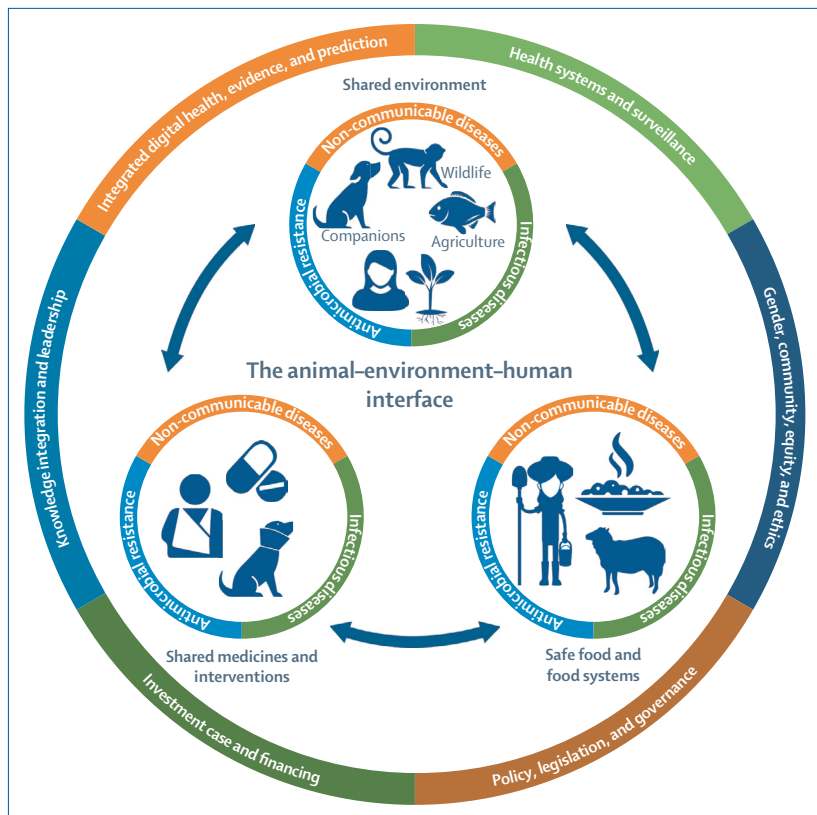 Integrated digital health, evidence, and prediction
Health systems and surveillance
Shared environment
Non-communicable diseases
Wildlife
Companions
Agriculture
Antimicrobial resistance
Infectious diseases
Knowledge integration and leadership
Gender, community, equity, and ethics
The animal–environment–human
interface
Non-communicable diseases
Antimicrobial resistance
Infectious diseases
Non-communicable diseases
Antimicrobial resistance
Infectious diseases
Shared medicines and
interventions
Safe food and
food systems
Investment case and financing
Policy, legislation, and governance